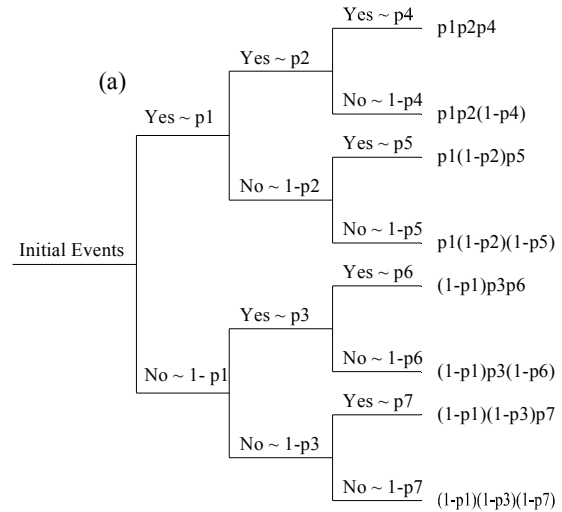 Yes ~ p4
p1p2p4
Yes ~ p2
(a)
No ~ 1-p4
p1p2(1-p4)
Yes ~ p1
Yes ~ p5
p1(1-p2)p5
No ~ 1-p2
No ~ 1-p5
p1(1-p2)(1-p5)
Initial Events
Yes ~ p6
(1-p1)p3p6
Yes ~ p3
No ~ 1-p6
(1-p1)p3(1-p6)
No ~ 1- p1
Yes ~ p7
(1-p1)(1-p3)p7
No ~ 1-p3
No ~ 1-p7
(1-p1)(1-p3)(1-p7)